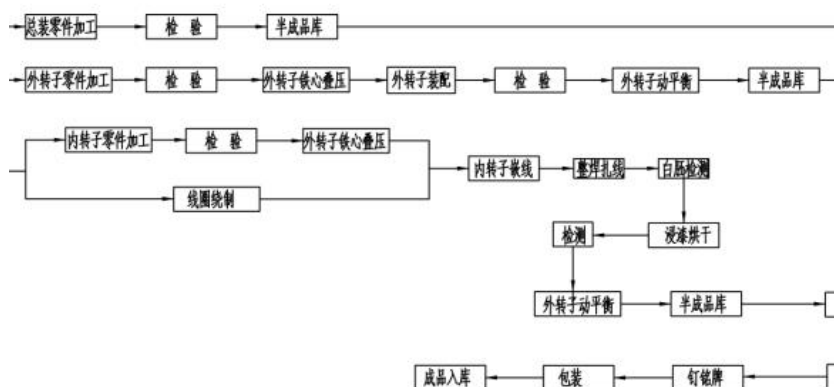 总装零件加工 检验 半成品库
外转子零件加工 检验 外转子铁心叠压 外转子装配 检验 外转子动平衡 半成品库
内转子零件加工 检验 外转子铁心叠压
内转子嵌线 整焊扎线 白胚检测
线圈绕制
检测 浸漆烘干
外转子动平衡 半成品库
成品入库 包装 钉铭牌